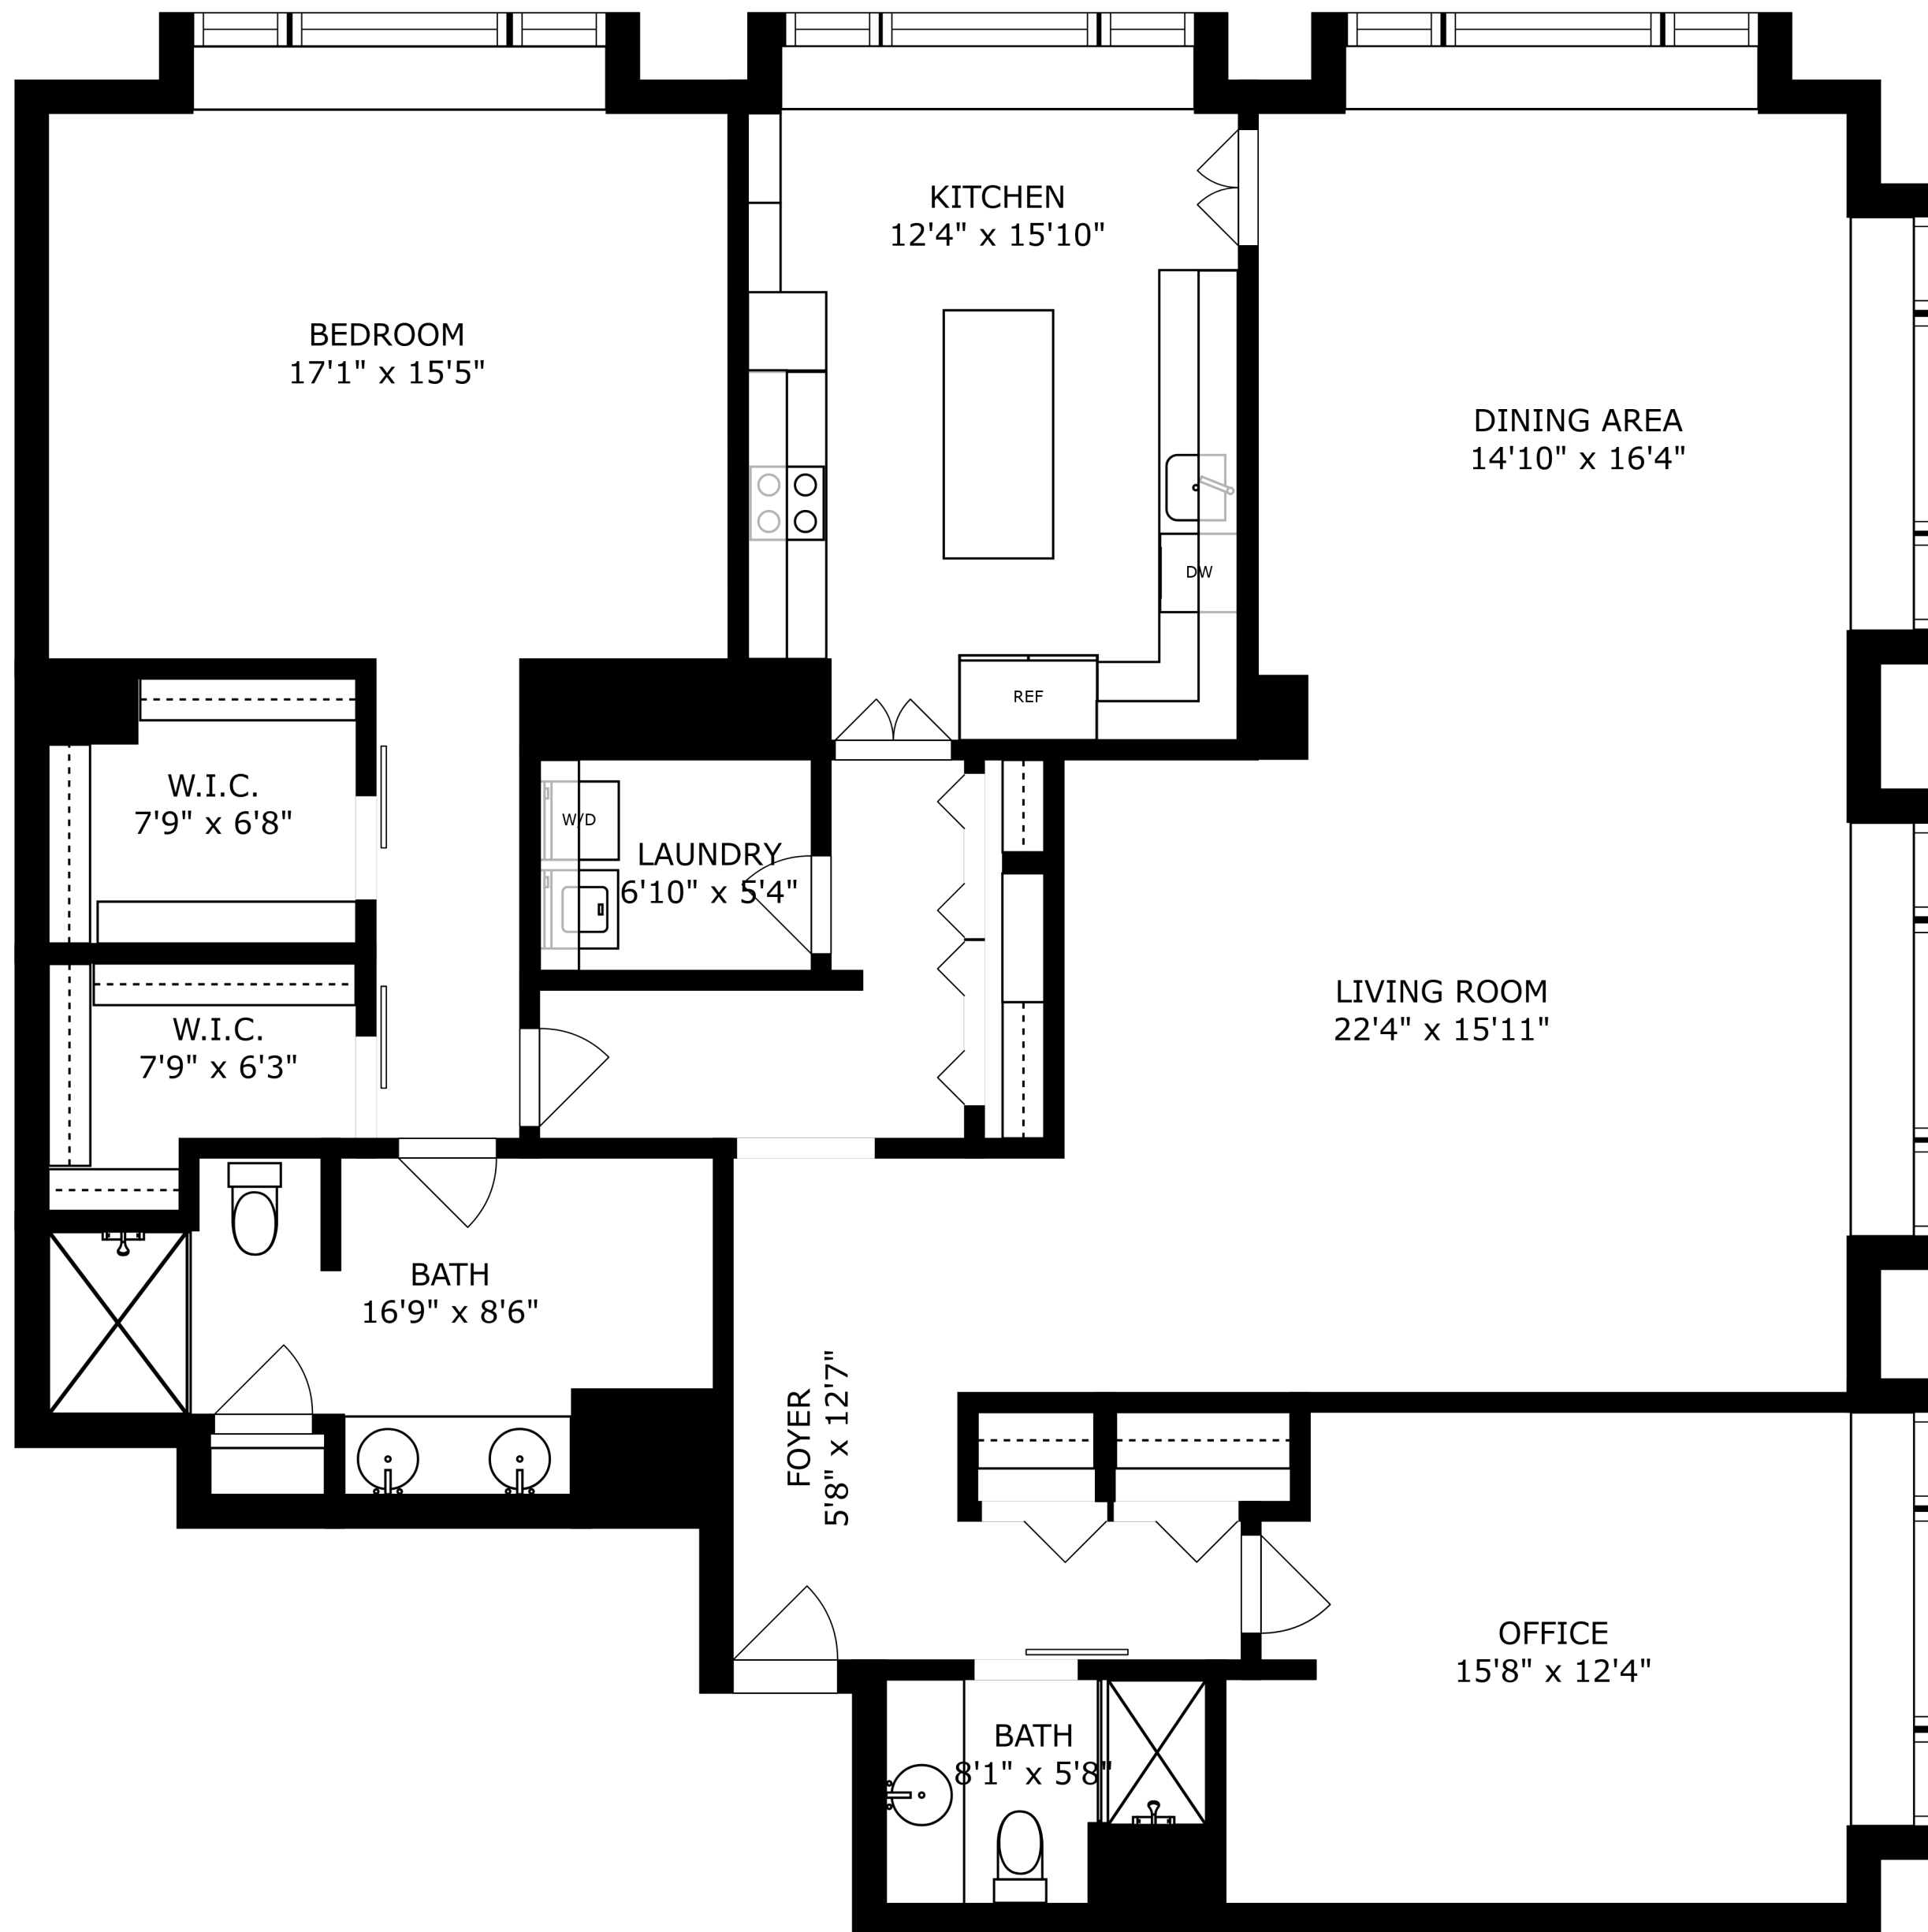 KITCHEN
12'4" x 15'10"
BEDROOM
17'1" x 15'5"
DINING AREA
14'10" x 16'4"
DW
REF
W.I.C.
7'9" x 6'8"
W/D
LAUNDRY
6'10" x 5'4"
LIVING ROOM
22'4" x 15'11"
W.I.C.
7'9" x 6'3"
BATH
16'9" x 8'6"
FOYER
5'8" x 12'7"
OFFICE
15'8" x 12'4"
BATH
8'1" x 5'8"